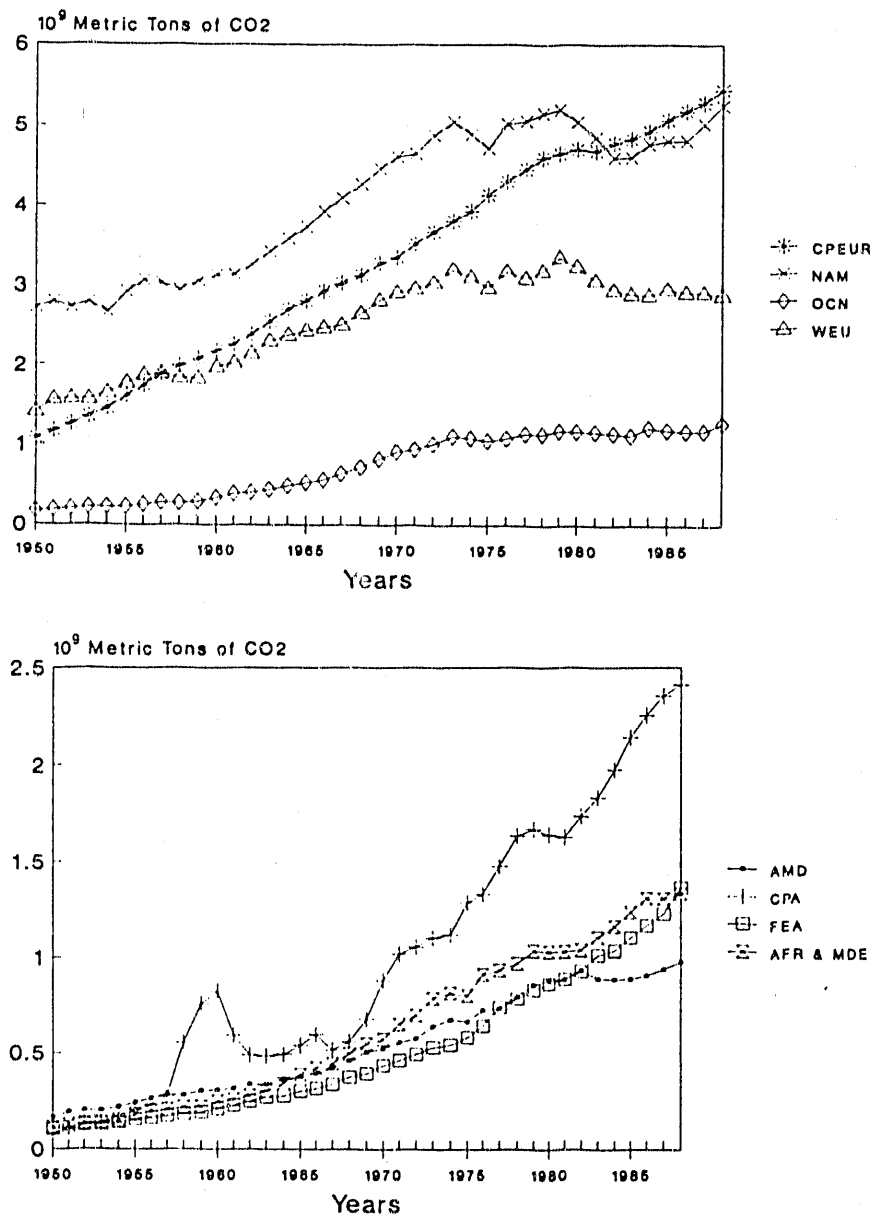 10⁹ Metric Tons of CO2
6
5
4
3
2
1
0
1950 1955 1960 1965 1970 1975 1980 1985
Years
CPEUR
NAM
OCN
WEU
10⁹ Metric Tons of CO2
2.5
2
1.5
1
0.5
0
1950 1955 1960 1965 1970 1975 1980 1985
Years
AMD
CPA
FEA
AFR & MDE